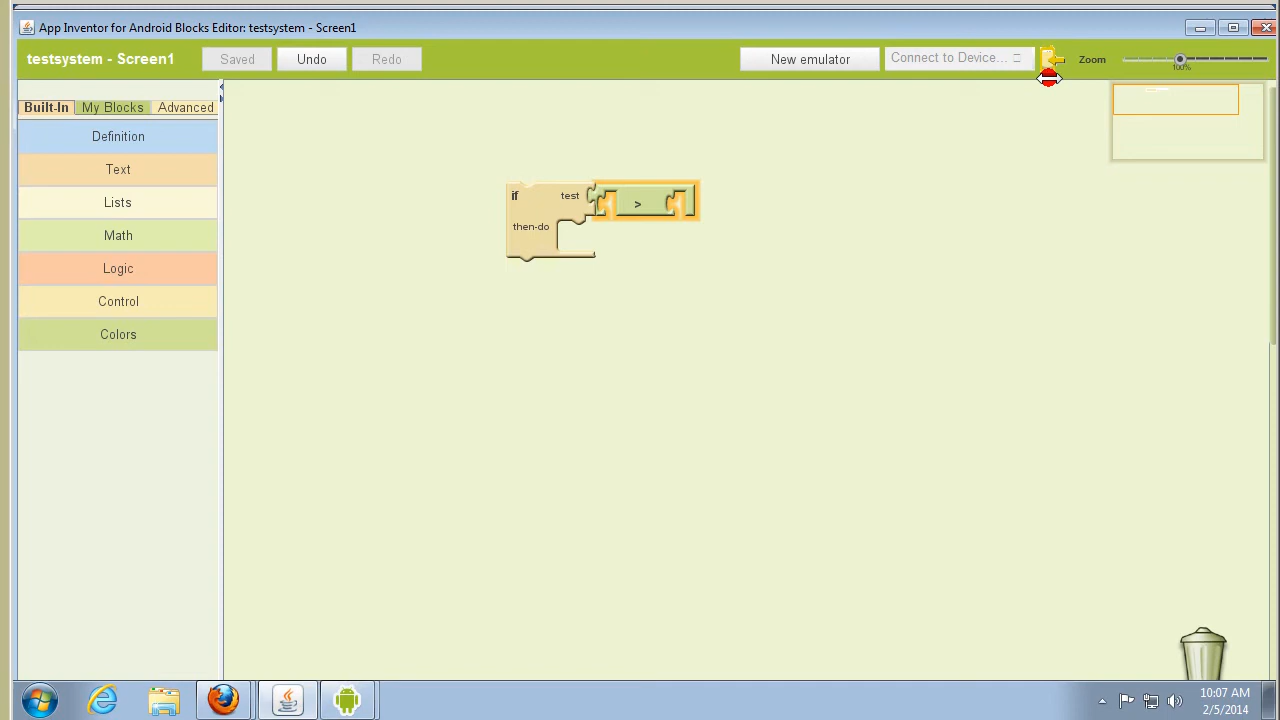 App Inventor for Android Blocks Editor: testsystem - Screen1
testsystem - Screen1 Saved Undo Redo New emulator Connect to Device... Zoom
100%
Built-In My Blocks Advanced
Definition
Text
Lists
Math
Logic
Control
Colors
if test >
then-do
10:07 AM
2/5/2014